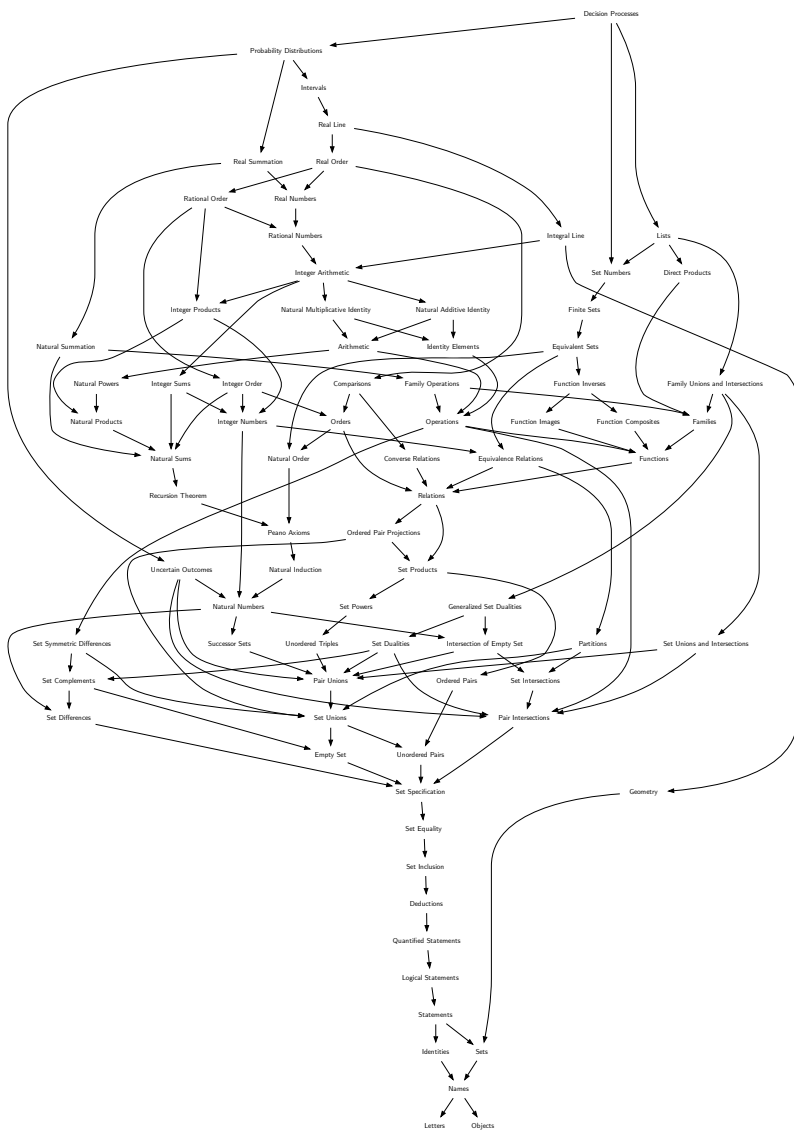 Decision Processes
Probability Distributions
Intervals
Real Line
Real Summation
Real Order
Rational Order
Real Numbers
Rational Numbers
Integral Line
Lists
Integer Arithmetic
Set Numbers
Direct Products
Integer Products
Natural Multiplicative Identity
Natural Additive Identity
Finite Sets
Natural Summation
Arithmetic
Identity Elements
Equivalent Sets
Natural Powers
Integer Sums
Integer Order
Comparisons
Family Operations
Function Inverses
Family Unions and Intersections
Natural Products
Integer Numbers
Orders
Operations
Function Images
Function Composites
Families
Natural Sums
Natural Order
Converse Relations
Equivalence Relations
Functions
Recursion Theorem
Relations
Peano Axioms
Ordered Pair Projections
Uncertain Outcomes
Natural Induction
Set Products
Natural Numbers
Set Powers
Generalized Set Dualities
Set Symmetric Differences
Successor Sets
Unordered Triples
Set Dualities
Intersection of Empty Set
Partitions
Set Unions and Intersections
Set Complements
Pair Unions
Ordered Pairs
Set Intersections
Set Differences
Set Unions
Pair Intersections
Empty Set
Unordered Pairs
Set Specification
Geometry
Set Equality
Set Inclusion
Deductions
Quantified Statements
Logical Statements
Statements
Identities
Sets
Names
Letters
Objects